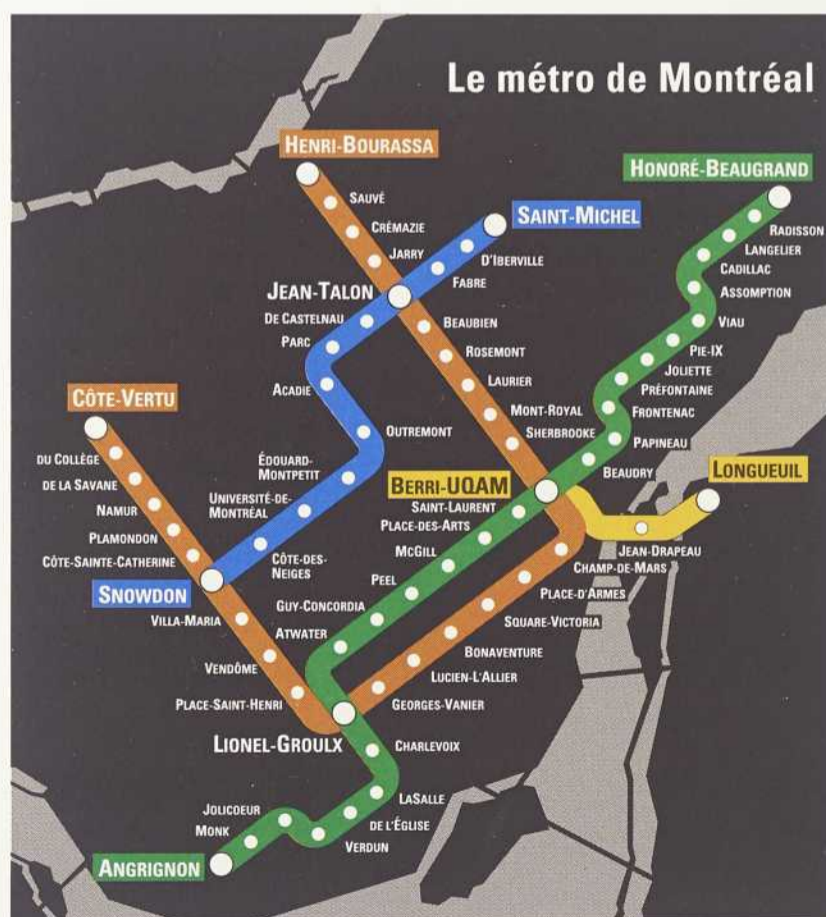 Le métro de Montréal
HENRI-BOURASSA
SAUVÉ
CRÉMAZIE
JARRY
JEAN-TALON
BEAUBIEN
ROSEMONT
LAURIER
MONT-ROYAL
SHERBROOKE
BERRI-UQAM
CHAMP-DE-MARS
PLACE-D'ARMES
SQUARE-VICTORIA
BONAVENTURE
LUCIEN-L'ALLIER
GEORGES-VANIER
LIONEL-GROULX
PLACE-SAINT-HENRI
VENDÔME
VILLA-MARIA
SNOWDON
CÔTE-SAINTE-CATHERINE
PLAMONDON
NAMUR
DE LA SAVANE
DU COLLÈGE
CÔTE-VERTU
SAINT-MICHEL
D'IBERVILLE
FABRE
DE CASTELNAU
PARC
ACADIE
OUTREMONT
ÉDOUARD-
MONTPETIT
UNIVERSITÉ-DE-
MONTRÉAL
CÔTE-DES-
NEIGES
HONORÉ-BEAUGRAND
RADISSON
LANGELIER
CADILLAC
ASSOMPTION
VIAU
PIE-IX
JOLIETTE
PRÉFONTAINE
FRONTENAC
PAPINEAU
BEAUDRY
SAINT-LAURENT
PLACE-DES-ARTS
MCGILL
PEEL
GUY-CONCORDIA
ATWATER
CHARLEVOIX
LASALLE
DE L'ÉGLISE
VERDUN
JOLICOEUR
MONK
ANGRIGNON
LONGUEUIL
JEAN-DRAPEAU